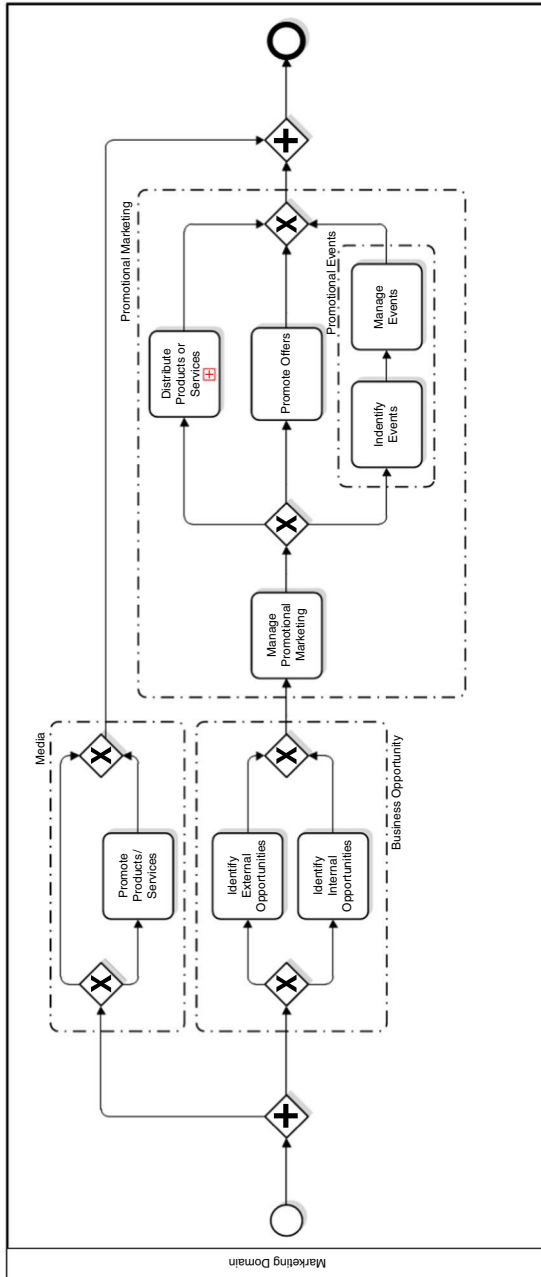 Marketing Domain
Media
Promote
Products/
Services
Identify
External
Opportunities
Identify
Internal
Opportunities
Business Opportunity
Promotional Marketing
Manage
Promotional
Marketing
Distribute
Products or
Services
Promote Offers
Promotional Events
Indentify
Events
Manage
Events